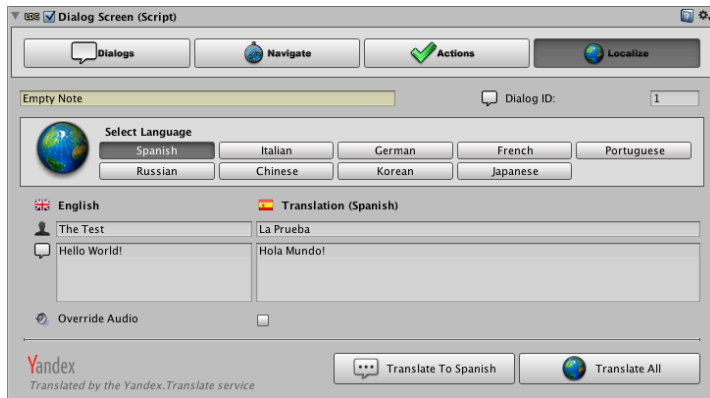 LDC Dialog Screen (Script)
Dialogs Navigate Actions Localize
Empty Note Dialog ID: 1
Select Language
Spanish Italian German French Portuguese
Russian Chinese Korean Japanese
English Translation (Spanish)
The Test La Prueba
Hello World! Hola Mundo!
Override Audio
Yandex Translate To Spanish Translate All
Translated by the Yandex.Translate service